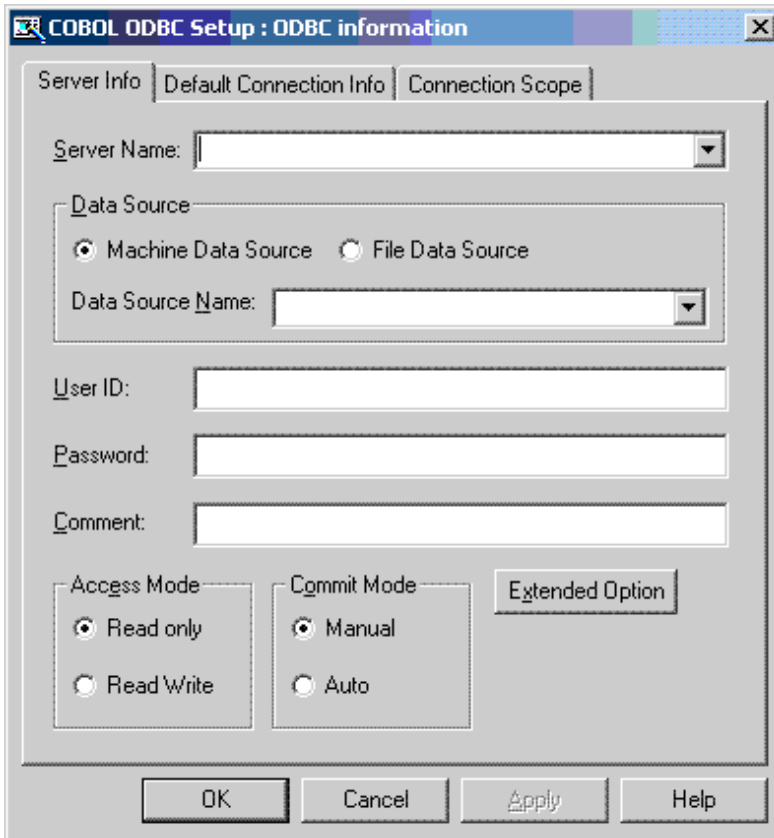 COBOL ODBC Setup : ODBC information
Server Info Default Connection Info Connection Scope
Server Name:
Data Source
Machine Data Source File Data Source
Data Source Name:
User ID:
Password:
Comment:
Access Mode Commit Mode Extended Option
Read only Manual
Read Write Auto
OK Cancel Apply Help